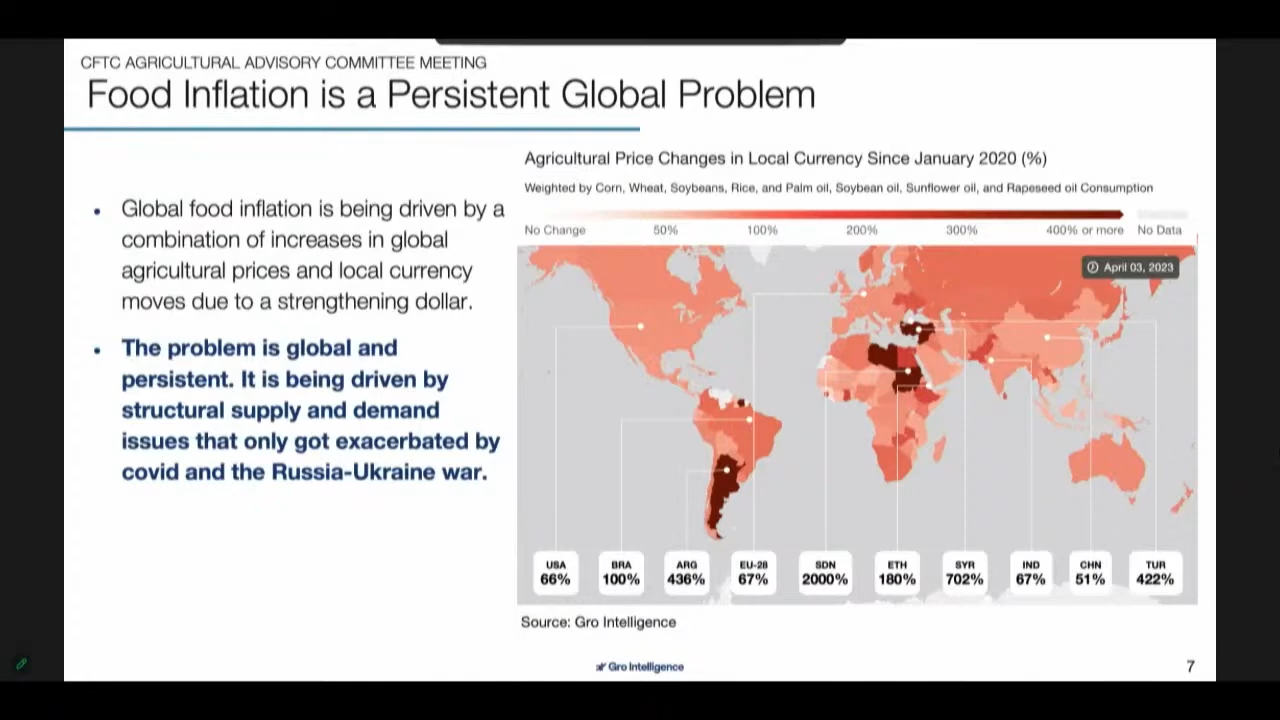 CFTC AGRICULTURAL ADVISORY COMMITTEE MEETING
Food Inflation is a Persistent Global Problem
• Global food inflation is being driven by a
combination of increases in global
agricultural prices and local currency
moves due to a strengthening dollar.
• The problem is global and
persistent. It is being driven by
structural supply and demand
issues that only got exacerbated by
covid and the Russia-Ukraine war.
Agricultural Price Changes in Local Currency Since January 2020 (%)
Weighted by Corn, Wheat, Soybeans, Rice, and Palm oil, Soybean oil, Sunflower oil, and Rapeseed oil Consumption
No Change 50% 100% 200% 300% 400% or more No Data
April 03, 2023
USA BRA ARG EU-28 SDN ETH SYR IND CHN TUR
66% 100% 436% 67% 2000% 180% 702% 67% 51% 422%
Source: Gro Intelligence
Gro Intelligence
7